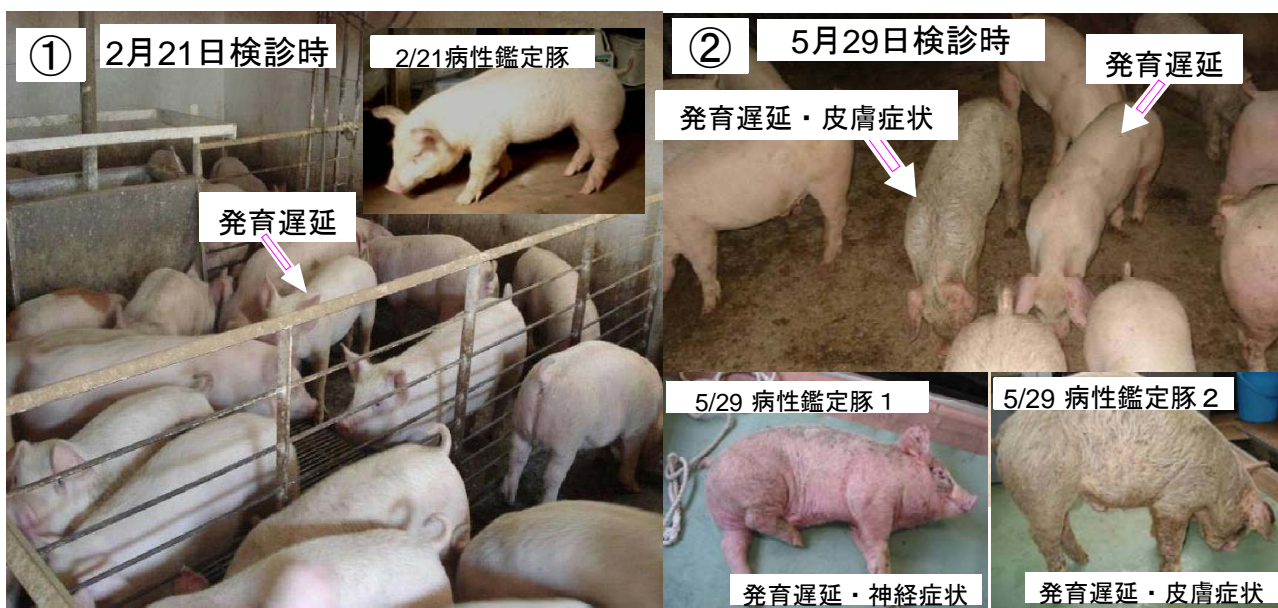 ① 2月21日検診時
2/21病性鑑定豚
発育遅延
② 5月29日検診時
発育遅延
発育遅延・皮膚症状
5/29 病性鑑定豚1
発育遅延・神経症状
5/29 病性鑑定豚2
発育遅延・皮膚症状